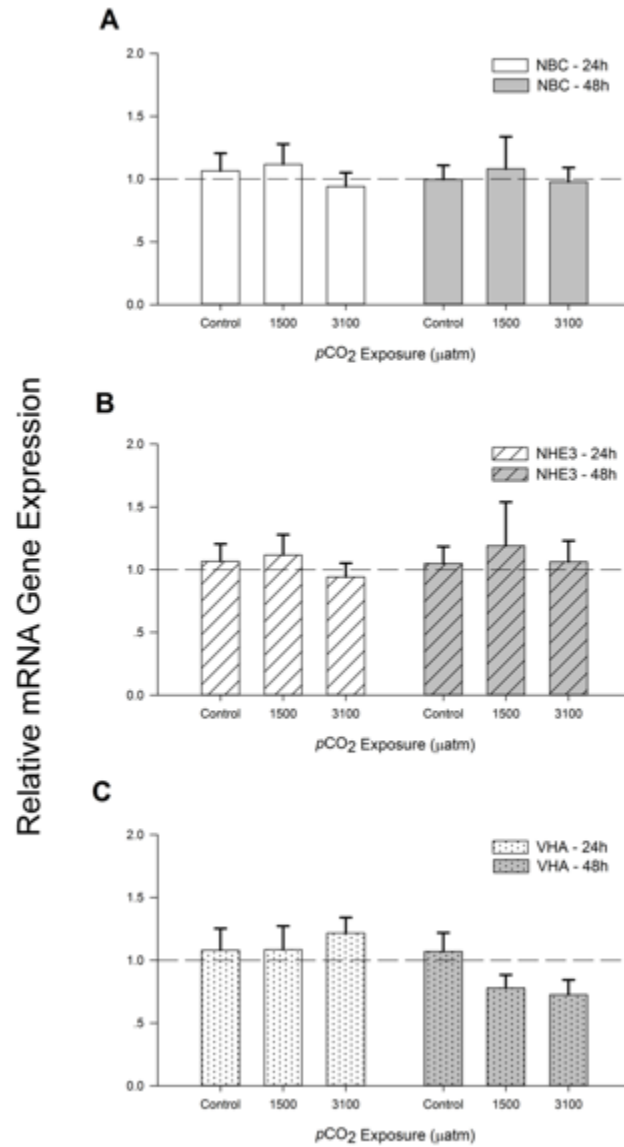 Relative mRNA Gene Expression
A
2.0
1.5
1.0
.5
0.0
NBC - 24h
NBC - 48h
Control 1500 3100 Control 1500 3100
pCO2 Exposure (µatm)
B
2.0
1.5
1.0
.5
0.0
NHE3 - 24h
NHE3 - 48h
Control 1500 3100 Control 1500 3100
pCO2 Exposure (µatm)
C
2.0
1.5
1.0
.5
0.0
VHA - 24h
VHA - 48h
Control 1500 3100 Control 1500 3100
pCO2 Exposure (µatm)